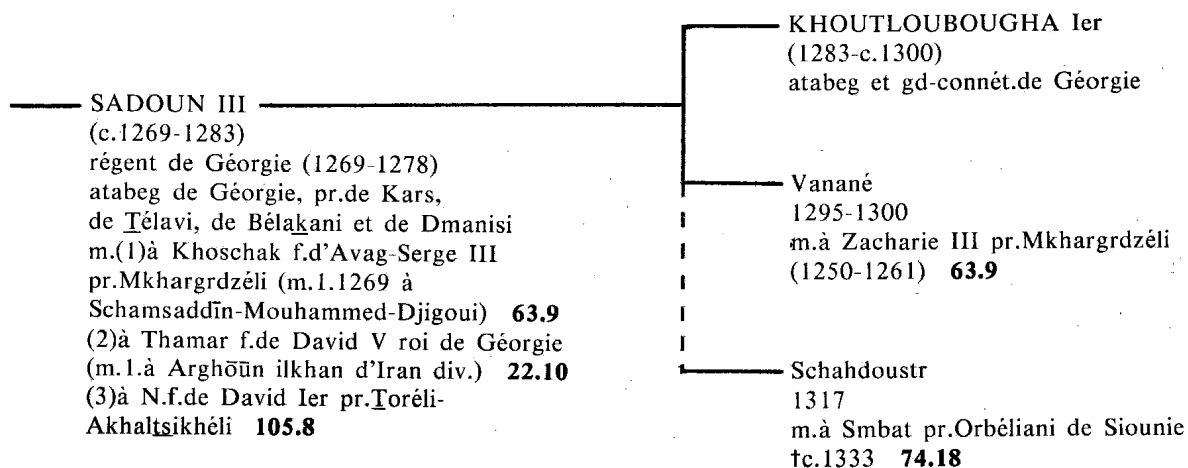 SADOUN III
(c.1269-1283)
régent de Géorgie (1269-1278)
atabeg de Géorgie, pr.de Kars,
de Télavi, de Bélakani et de Dmanisi
m.(1)à Khoschak f.d'Avag-Serge III
pr.Mkhargrdzéli (m.1.1269 à
Schamsaddīn-Mouhammed-Djigoui) 63.9
(2)à Thamar f.de David V roi de Géorgie
(m.1.à Arghōūn ilkhan d'Iran div.) 22.10
(3)à N.f.de David Ier pr.Toréli-
Akhaltsikhéli 105.8
KHOUTLOUBOUGHA Ier
(1283-c.1300)
atabeg et gd-connét.de Géorgie
Vanané
1295-1300
m.à Zacharie III pr.Mkhargrdzéli
(1250-1261) 63.9
Schahdoustr
1317
m.à Smbat pr.Orbéliani de Siounie
†c.1333 74.18